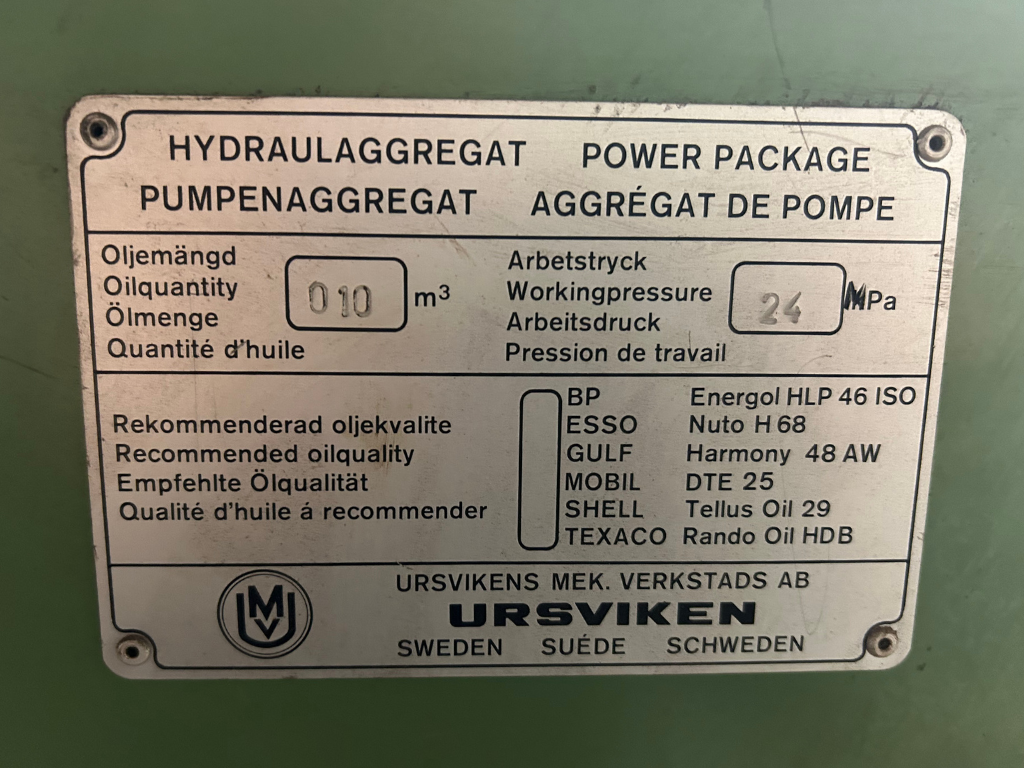 HYDRAULAGGREGAT POWER PACKAGE
PUMPENAGGREGAT AGGRÉGAT DE POMPE
Oljemängd
Oilquantity
Ölmenge
Quantité d'huile
010 m³
Arbetstryck
Workingpressure
Arbeitsdruck
Pression de travail
24 MPa
Rekommenderad oljekvalite
Recommended oilquality
Empfehlte Ölqualität
Qualité d'huile á recommender
BP Energol HLP 46 ISO
ESSO Nuto H 68
GULF Harmony 48 AW
MOBIL DTE 25
SHELL Tellus Oil 29
TEXACO Rando Oil HDB
UMV
URSVIKENS MEK. VERKSTADS AB
URSVIKEN
SWEDEN SUÉDE SCHWEDEN